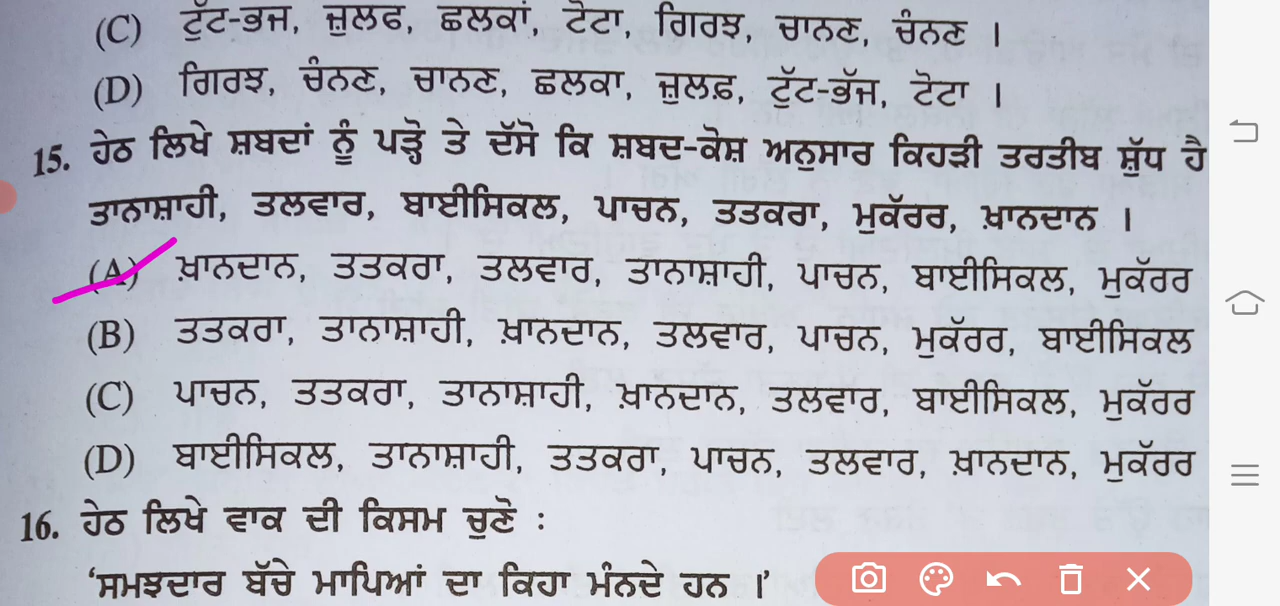 (C) ਟੁੱਟ-ਭਜ, ਜ਼ੁਲਫ, ਛਲਕਾਂ, ਟੋਟਾ, ਗਿਰਝ, ਚਾਨਣ, ਚੰਨਣ ।
(D) ਗਿਰਝ, ਚੰਨਣ, ਚਾਨਣ, ਛਲਕਾ, ਜ਼ੁਲਫ਼, ਟੁੱਟ-ਭੱਜ, ਟੋਟਾ ।
15. ਹੇਠ ਲਿਖੇ ਸ਼ਬਦਾਂ ਨੂੰ ਪੜ੍ਹੋ ਤੇ ਦੱਸੋ ਕਿ ਸ਼ਬਦ-ਕੋਸ਼ ਅਨੁਸਾਰ ਕਿਹੜੀ ਤਰਤੀਬ ਸ਼ੁੱਧ ਹੈ
ਤਾਨਾਸ਼ਾਹੀ, ਤਲਵਾਰ, ਬਾਈਸਿਕਲ, ਪਾਚਨ, ਤਤਕਰਾ, ਮੁਕੱਰਰ, ਖ਼ਾਨਦਾਨ ।
(A) ਖ਼ਾਨਦਾਨ, ਤਤਕਰਾ, ਤਲਵਾਰ, ਤਾਨਾਸ਼ਾਹੀ, ਪਾਚਨ, ਬਾਈਸਿਕਲ, ਮੁਕੱਰਰ
(B) ਤਤਕਰਾ, ਤਾਨਾਸ਼ਾਹੀ, ਖ਼ਾਨਦਾਨ, ਤਲਵਾਰ, ਪਾਚਨ, ਮੁਕੱਰਰ, ਬਾਈਸਿਕਲ
(C) ਪਾਚਨ, ਤਤਕਰਾ, ਤਾਨਾਸ਼ਾਹੀ, ਖ਼ਾਨਦਾਨ, ਤਲਵਾਰ, ਬਾਈਸਿਕਲ, ਮੁਕੱਰਰ
(D) ਬਾਈਸਿਕਲ, ਤਾਨਾਸ਼ਾਹੀ, ਤਤਕਰਾ, ਪਾਚਨ, ਤਲਵਾਰ, ਖ਼ਾਨਦਾਨ, ਮੁਕੱਰਰ
16. ਹੇਠ ਲਿਖੇ ਵਾਕ ਦੀ ਕਿਸਮ ਚੁਣੋ :
‘ਸਮਝਦਾਰ ਬੱਚੇ ਮਾਪਿਆਂ ਦਾ ਕਿਹਾ ਮੰਨਦੇ ਹਨ ।’